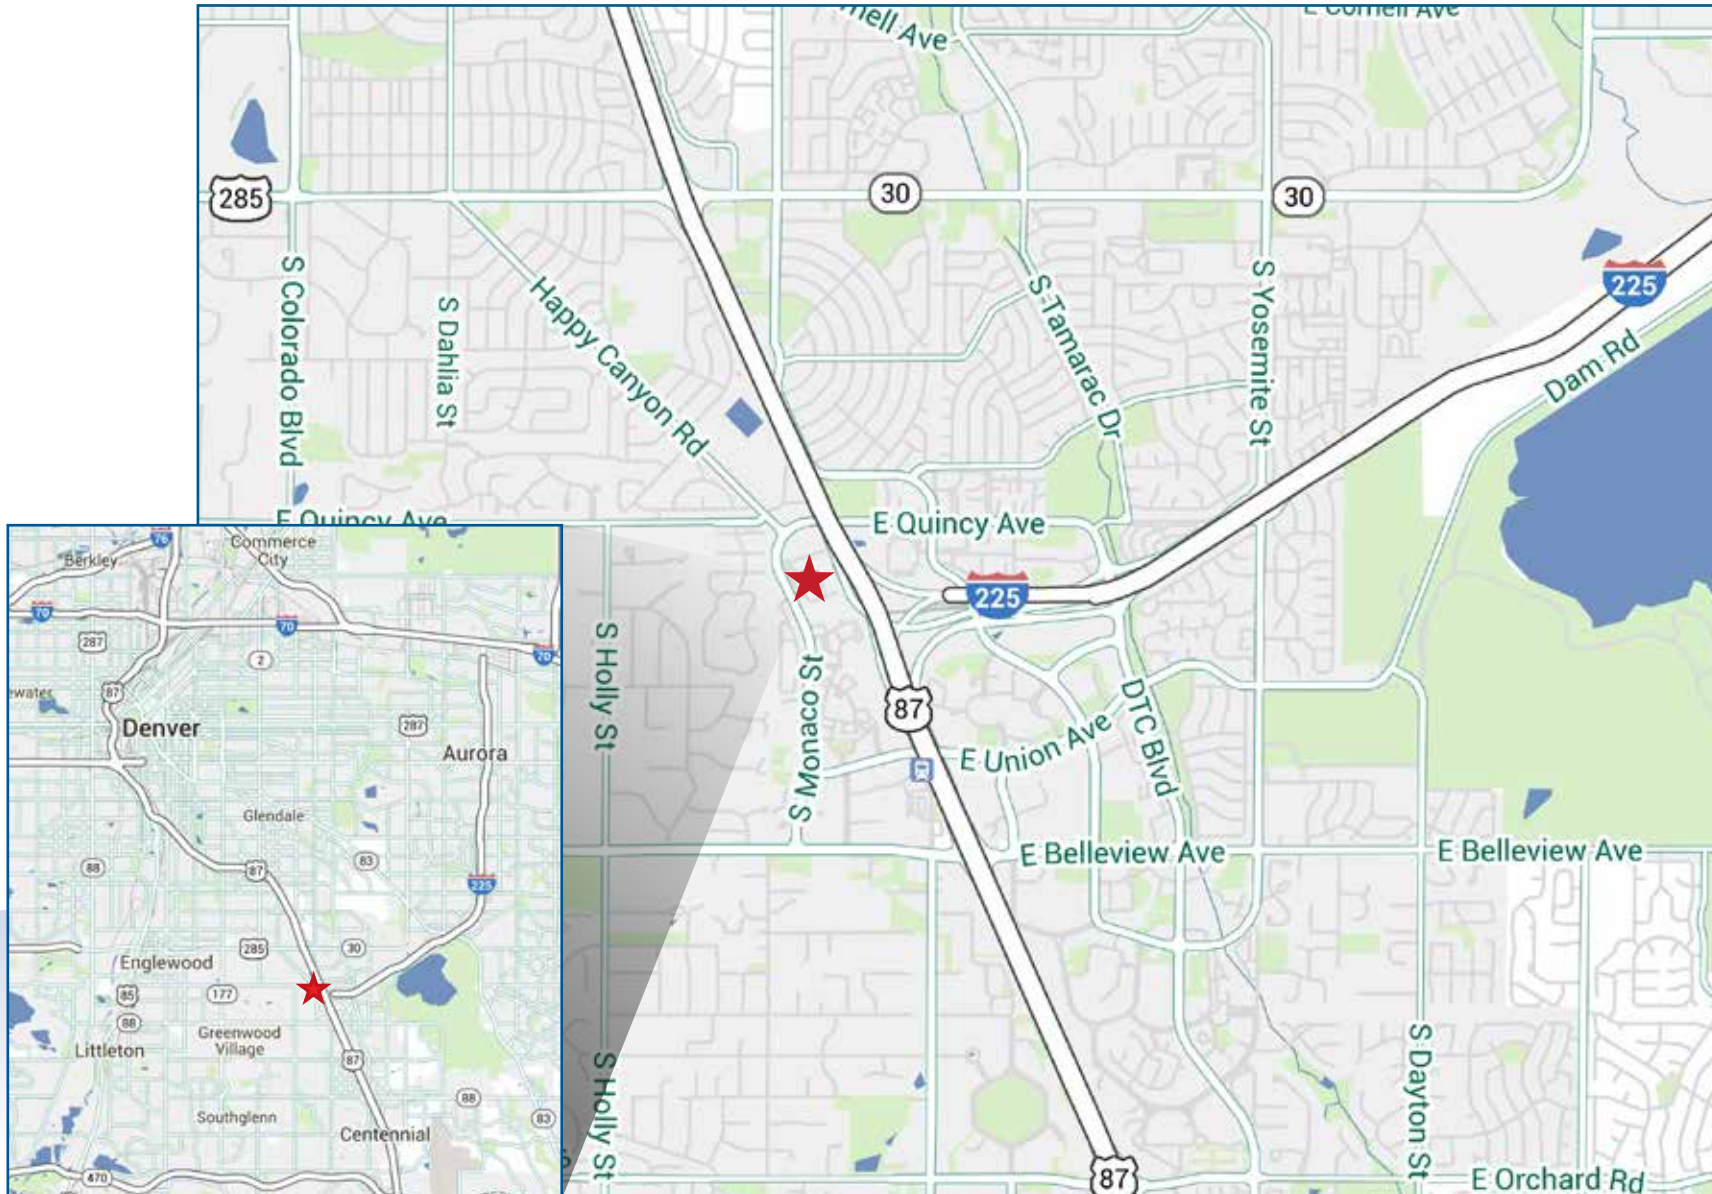 nell Ave
E Cornell Ave
285
30
30
S Colorado Blvd
S Dahlia St
Happy Canyon Rd
S Tamarac Dr
S Yosemite St
225
Dam Rd
E Quincy Ave
E Quincy Ave
225
S Holly St
S Monaco St
87
E Union Ave
DTC Blvd
E Belleview Ave
E Belleview Ave
S Holly St
S Dayton St
87
E Orchard Rd
76
Berkley
Commerce
City
70
70
70
287
2
ewater
87
Denver
287
Aurora
Glendale
88
87
83
225
285
30
Englewood
85
177
88
Greenwood
Village
Littleton
87
88
83
Southglenn
Centennial
470